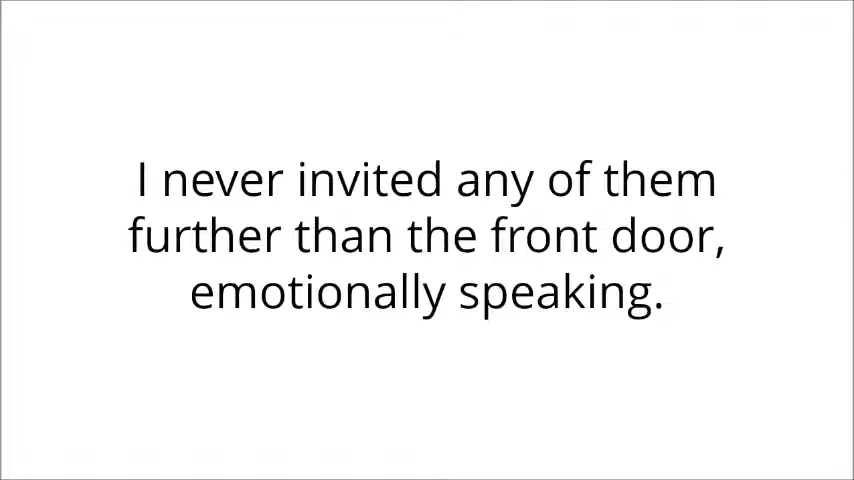 I never invited any of them
further than the front door,
emotionally speaking.